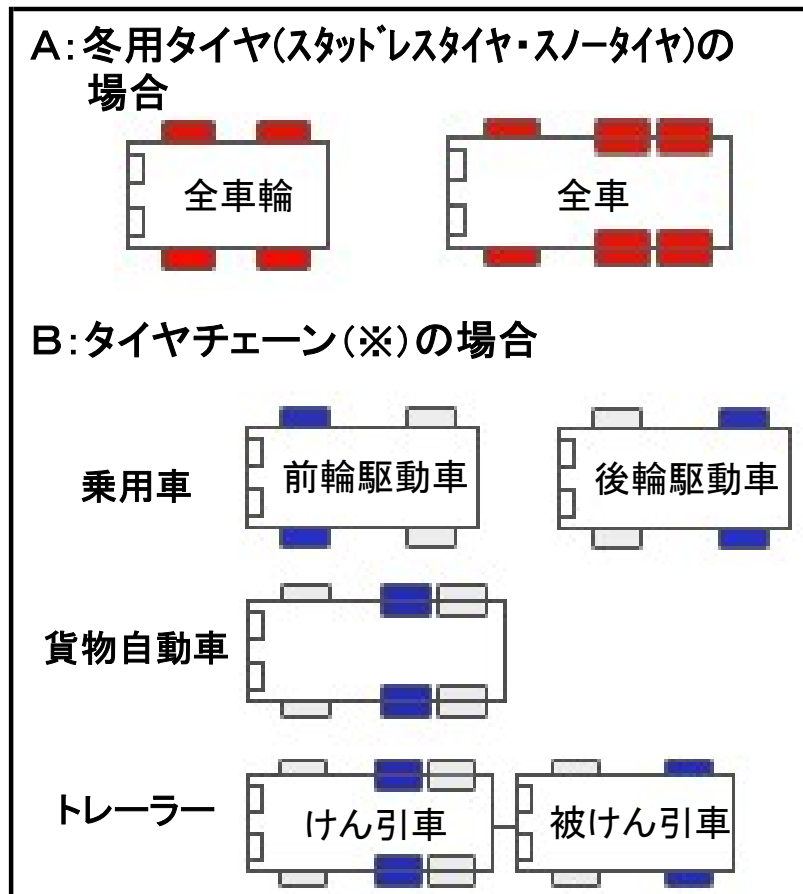 A:冬用タイヤ(スタッドレスタイヤ・スノータイヤ)の
場合
全車輪
全車
B:タイヤチェーン(※)の場合
乗用車
前輪駆動車
後輪駆動車
貨物自動車
トレーラー
けん引車
被けん引車